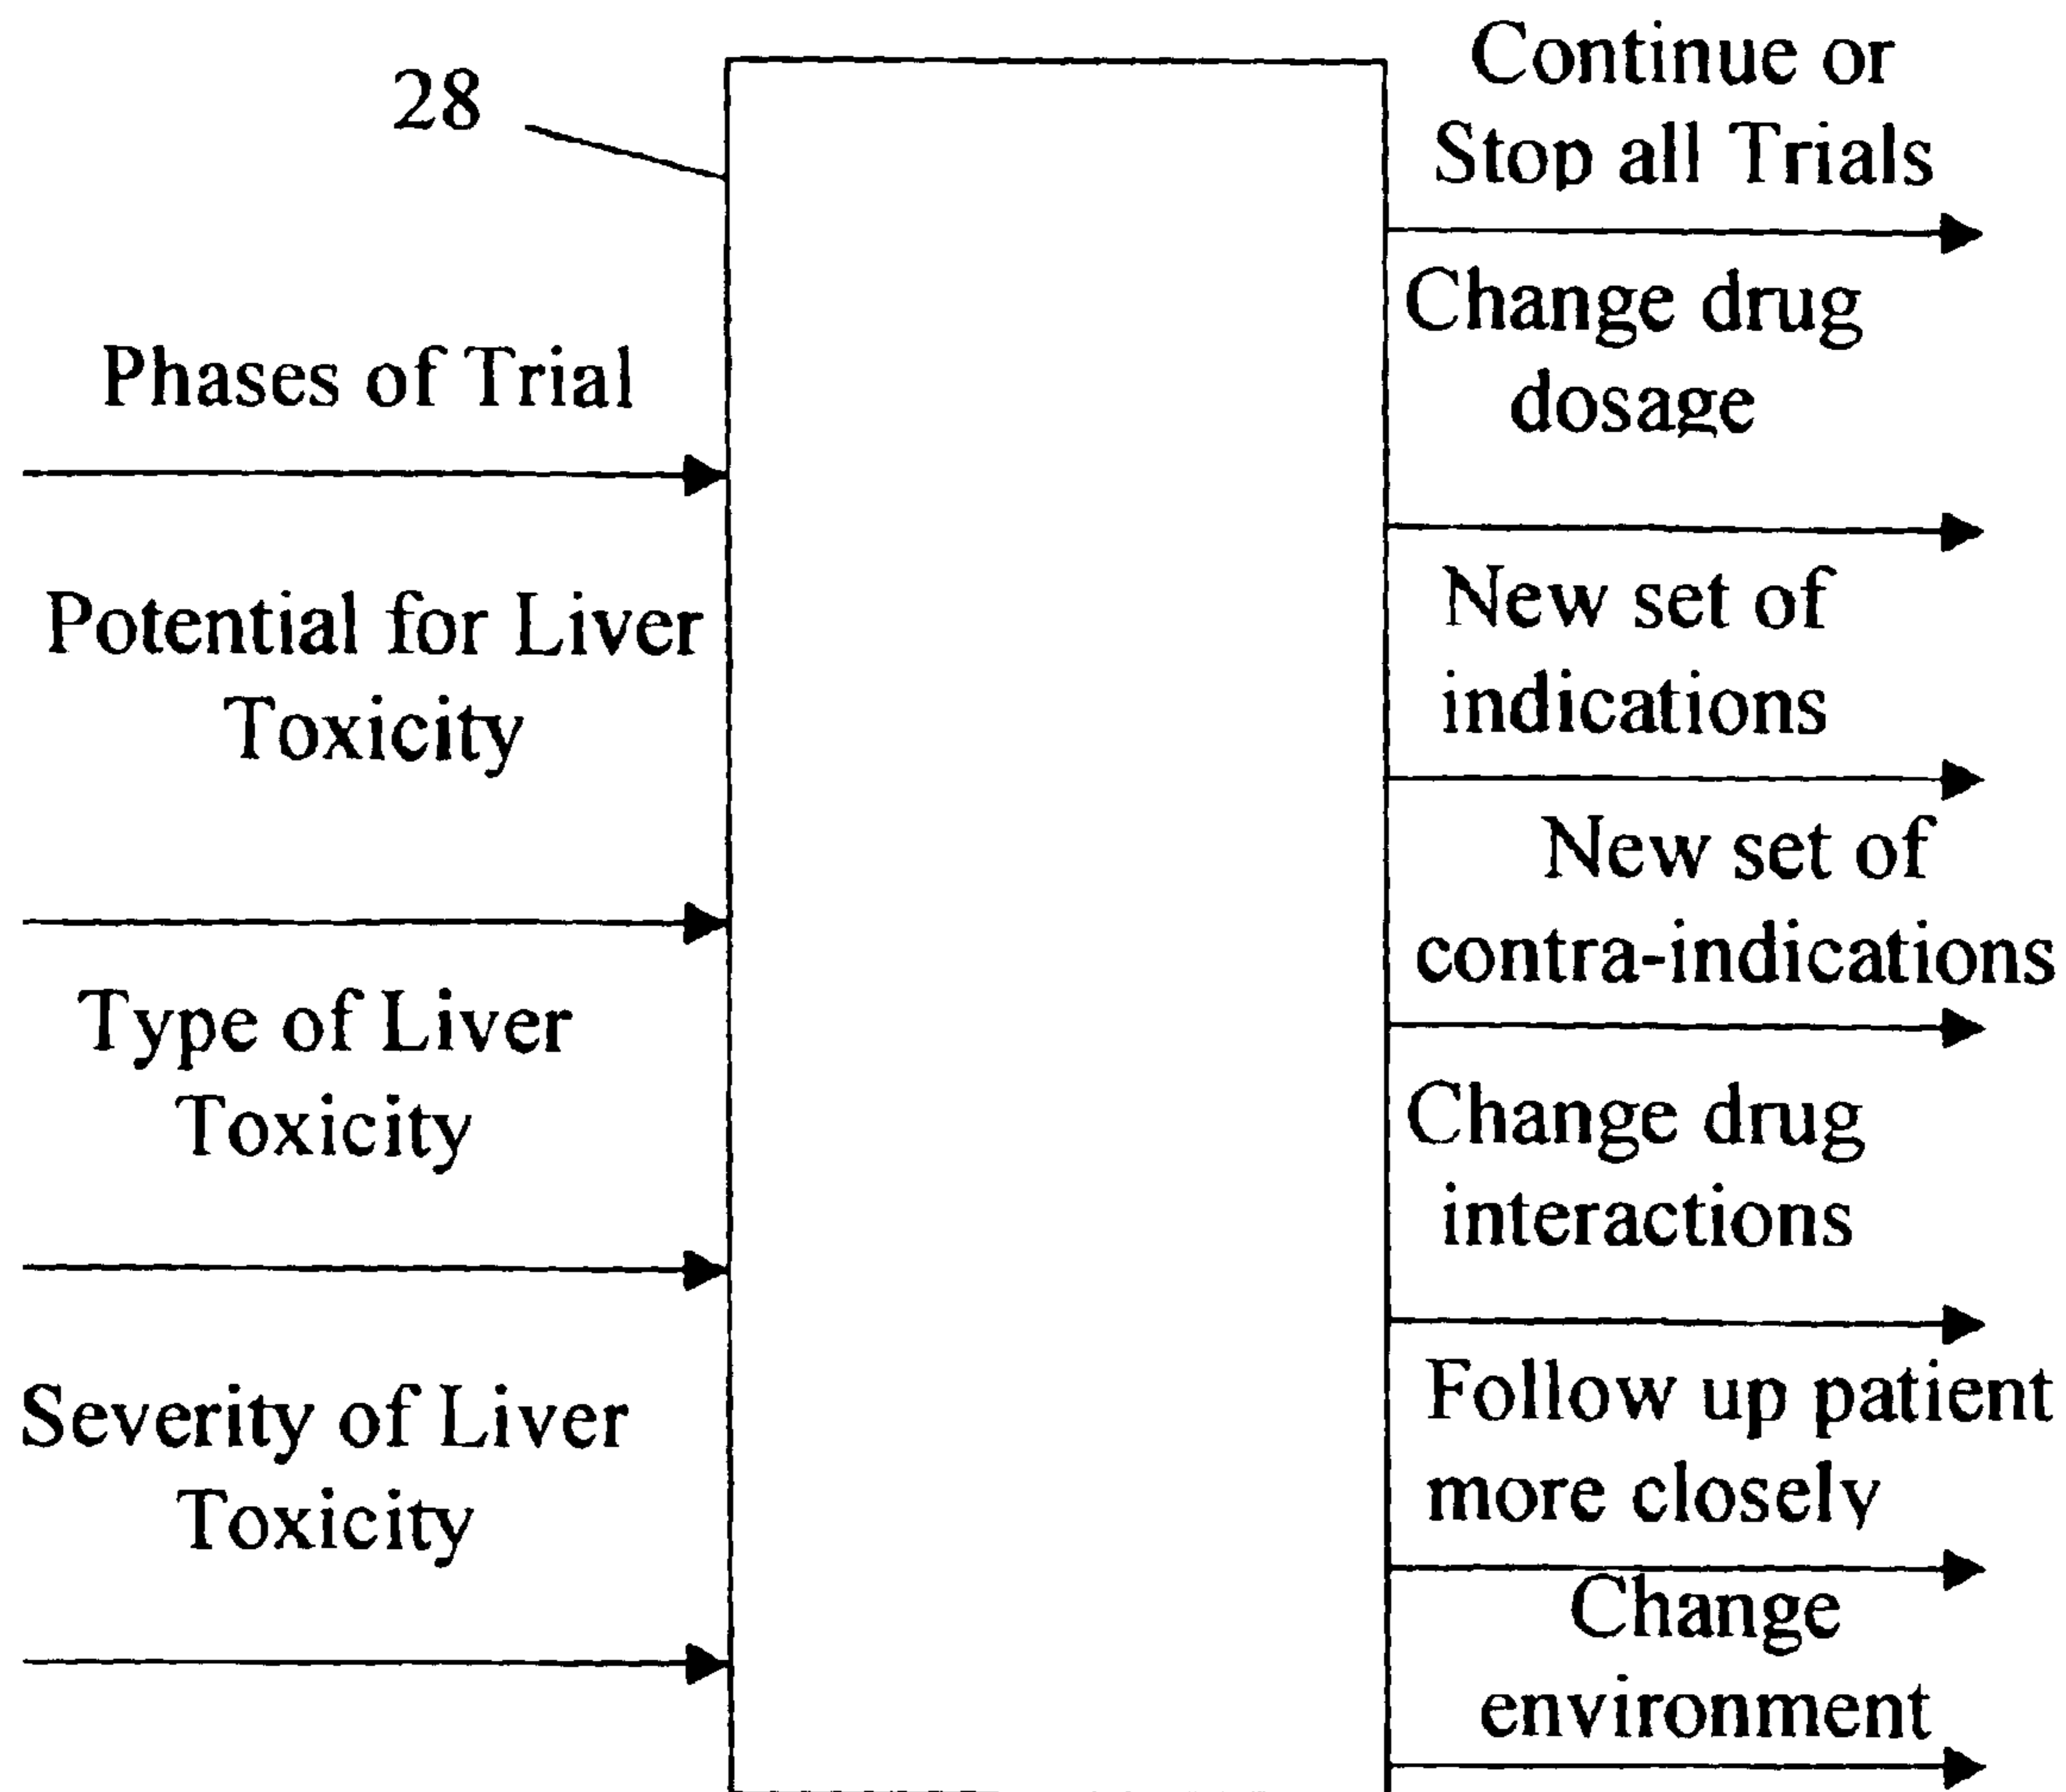 28
Phases of Trial
Potential for Liver
Toxicity
Type of Liver
Toxicity
Severity of Liver
Toxicity
Continue or
Stop all Trials
Change drug
dosage
New set of
indications
New set of
contra-indications
Change drug
interactions
Follow up patient
more closely
Change
environment